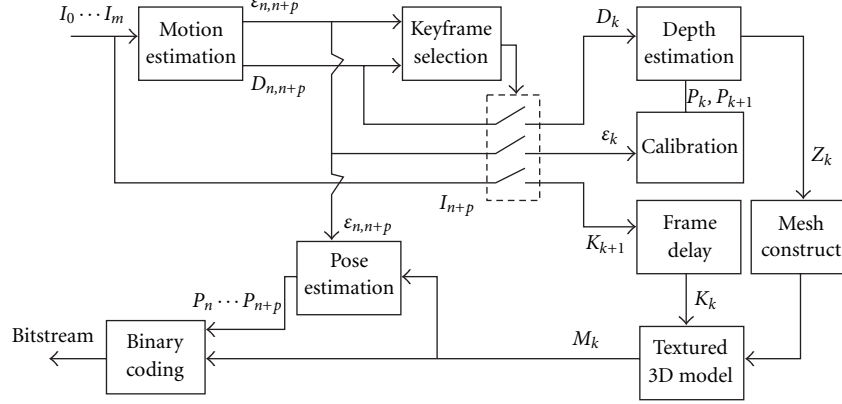 I₀ ⋯ Iₘ
Motion
estimation
εₙ,ₙ₊ₚ
Dₙ,ₙ₊ₚ
Keyframe
selection
Dₖ
Depth
estimation
Pₖ, Pₖ₊₁
εₖ
Calibration
Zₖ
Iₙ₊ₚ
Kₖ₊₁
Frame
delay
Mesh
construct
εₙ,ₙ₊ₚ
Pose
estimation
Pₙ ⋯ Pₙ₊ₚ
Kₖ
Bitstream
Binary
coding
Mₖ
Textured
3D model